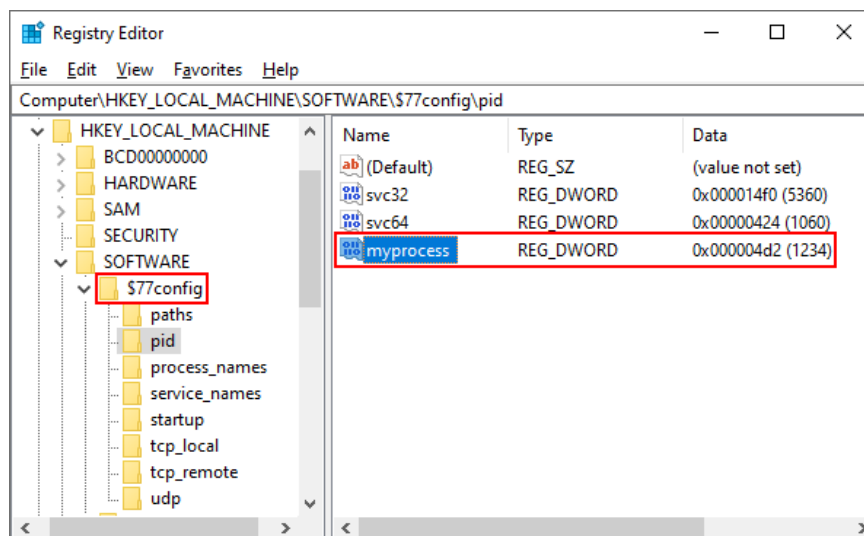 Registry Editor
File Edit View Favorites Help
Computer\HKEY_LOCAL_MACHINE\SOFTWARE\$77config\pid
HKEY_LOCAL_MACHINE
BCD00000000
HARDWARE
SAM
SECURITY
SOFTWARE
$77config
paths
pid
process_names
service_names
startup
tcp_local
tcp_remote
udp
Name Type Data
(Default) REG_SZ (value not set)
svc32 REG_DWORD 0x000014f0 (5360)
svc64 REG_DWORD 0x00000424 (1060)
myprocess REG_DWORD 0x000004d2 (1234)